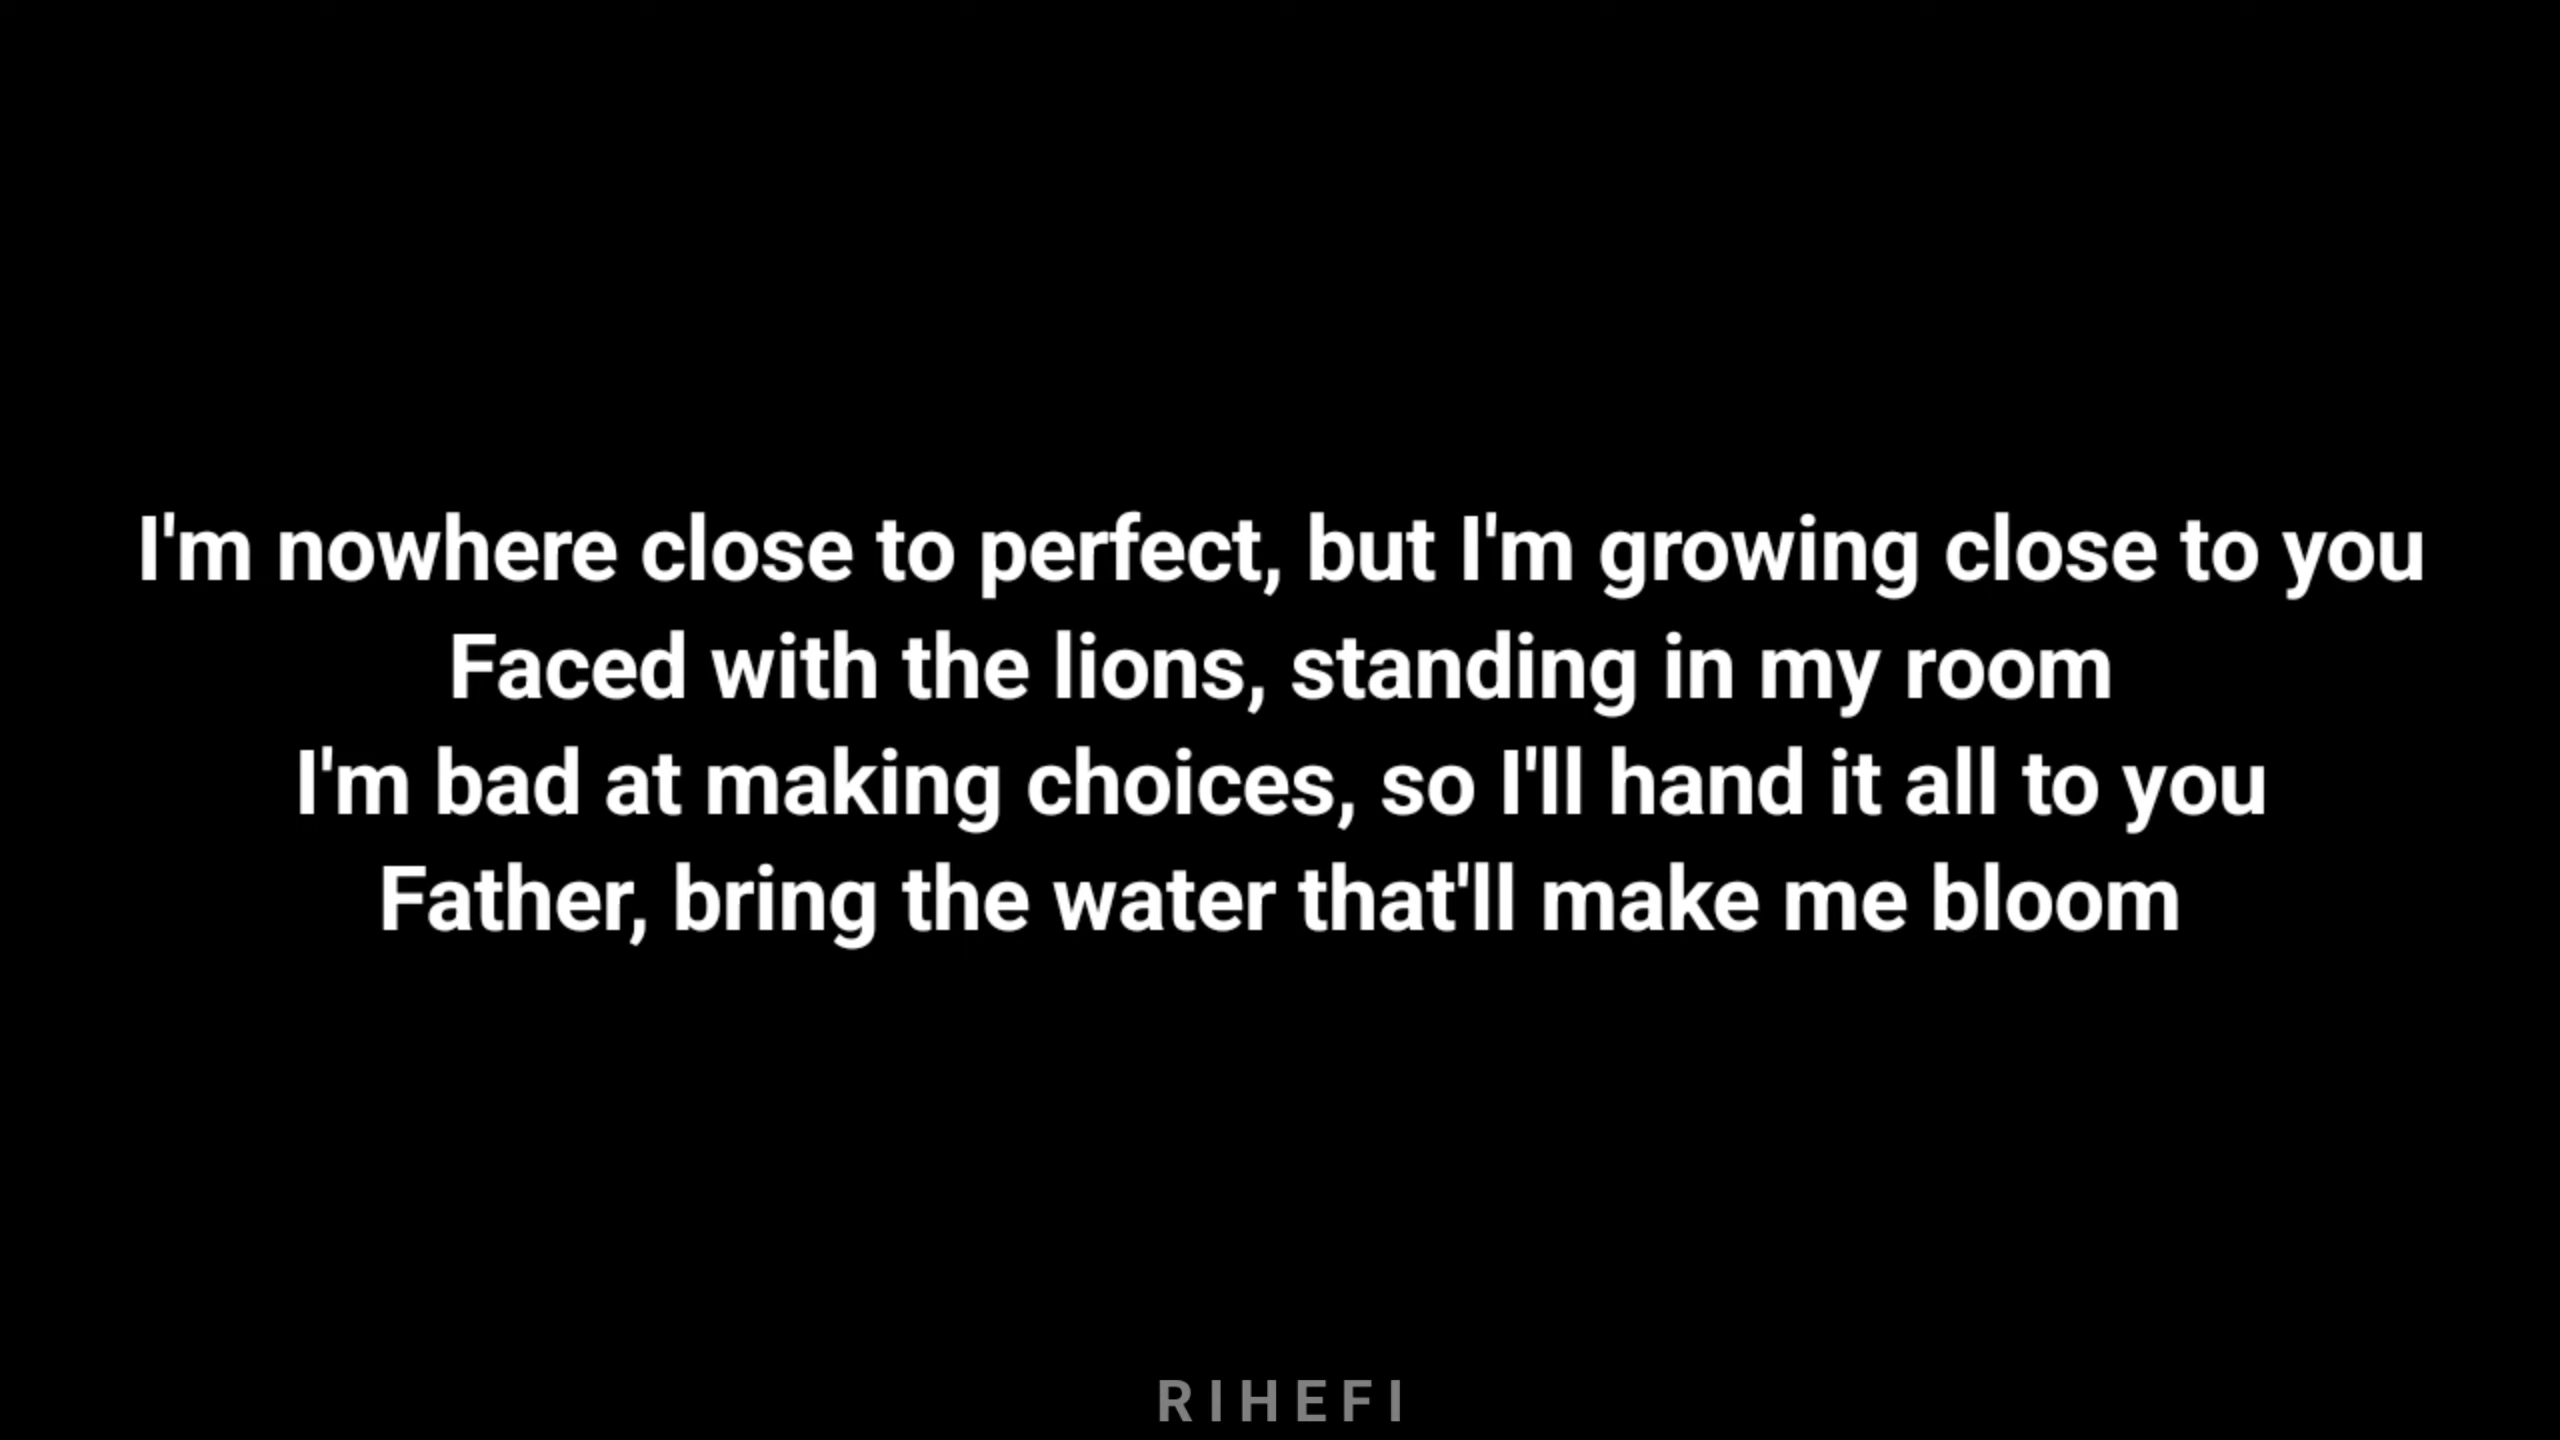 I'm nowhere close to perfect, but I'm growing close to you
Faced with the lions, standing in my room
I'm bad at making choices, so I'll hand it all to you
Father, bring the water that'll make me bloom
RIHEFI